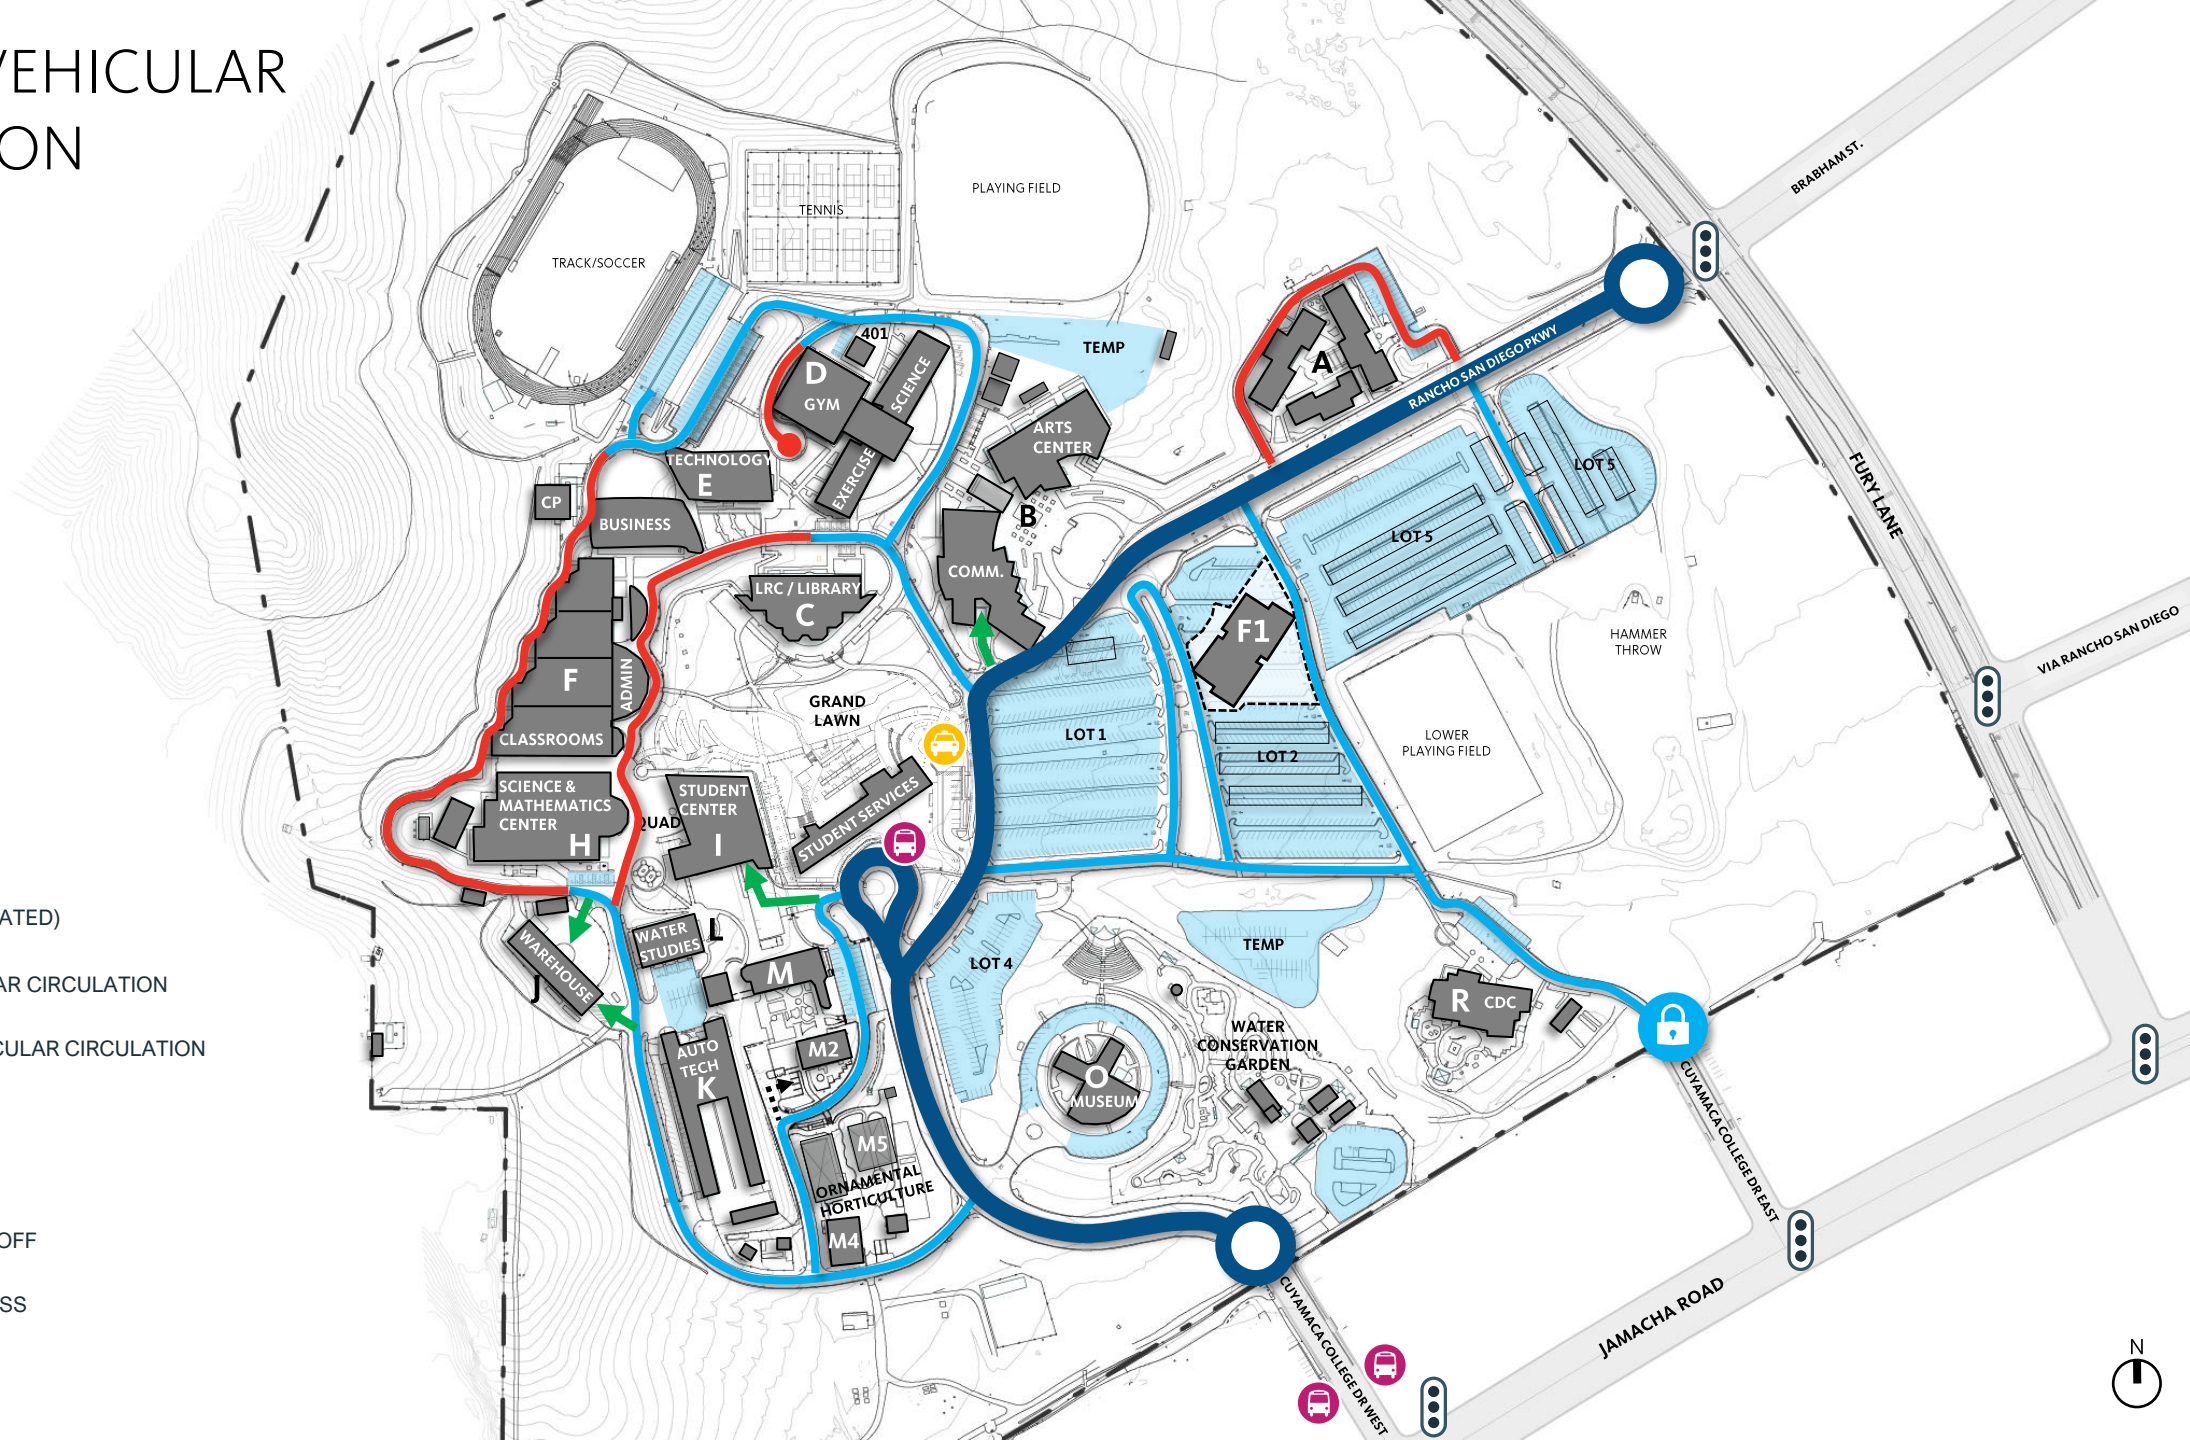 VEHICULAR
ON
BRABHAM ST.
PLAYING FIELD
TENNIS
TRACK/SOCCER
401
TEMP
D
GYM
SCIENCE
A
RANCHO SAN DIEGO PKWY
ARTS
CENTER
TECHNOLOGY
E
EXERCISE
LOT 5
FURY LANE
CP
BUSINESS
B
LOT 5
COMM.
LRC / LIBRARY
C
F1
HAMMER
THROW
VIA RANCHO SAN DIEGO
F
ADMIN
GRAND
LAWN
CLASSROOMS
LOT 1
LOT 2
LOWER
PLAYING FIELD
SCIENCE &
MATHEMATICS
CENTER
H
QUAD
STUDENT
CENTER
I
STUDENT SERVICES
ATED)
WATER
STUDIES
L
WAREHOUSE
J
M
LOT 4
TEMP
AR CIRCULATION
R CDC
CULAR CIRCULATION
AUTO
TECH
K
M2
WATER
CONSERVATION
GARDEN
O
MUSEUM
CUYAMACA COLLEGE DR EAST
M5
ORNAMENTAL
HORTICULTURE
M4
OFF
SS
CUYAMACA COLLEGE DR WEST
JAMACHA ROAD
N